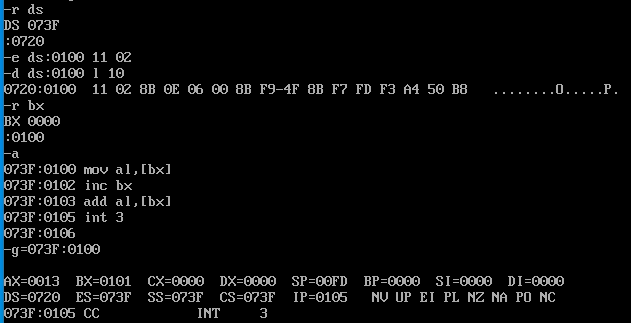 -r ds
DS 073F
:0720
-e ds:0100 11 02
-d ds:0100 l 10
0720:0100  11 02 8B 0E 06 00 8B F9-4F 8B F7 FD F3 A4 50 B8   ........O.....P.
-r bx
BX 0000
:0100
-a
073F:0100 mov al,[bx]
073F:0102 inc bx
073F:0103 add al,[bx]
073F:0105 int 3
073F:0106
-g=073F:0100
AX=0013  BX=0101  CX=0000  DX=0000  SP=00FD  BP=0000  SI=0000  DI=0000
DS=0720  ES=073F  SS=073F  CS=073F  IP=0105   NV UP EI PL NZ NA PO NC
073F:0105 CC            INT     3